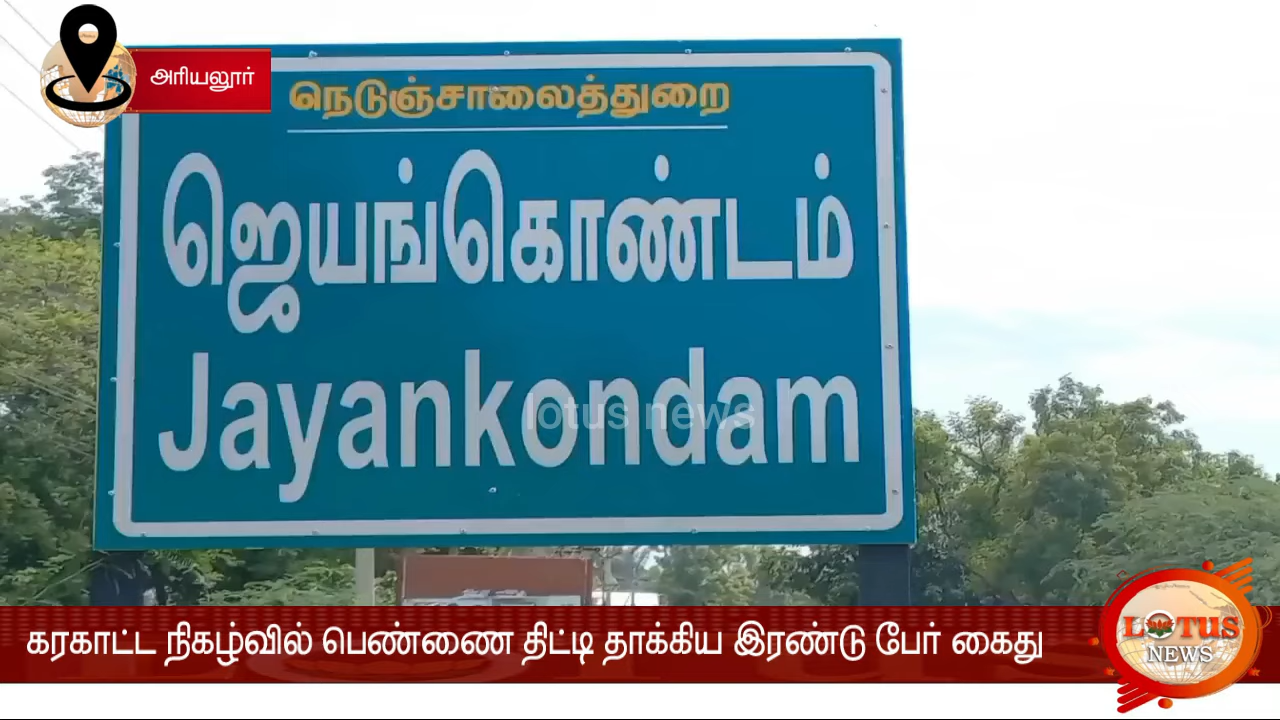 அரியலூர்
நெடுஞ்சாலைத்துறை
ஜெயங்கொண்டம்
Jayankondam
lotus news
கரகாட்ட நிகழ்வில் பெண்ணை திட்டி தாக்கிய இரண்டு பேர் கைது
LOTUS
NEWS